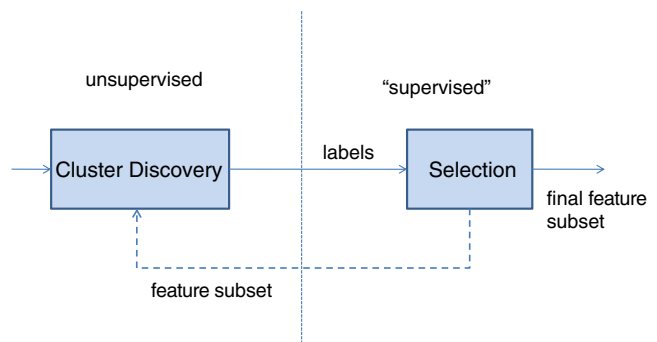 unsupervised
“supervised”
Cluster Discovery
labels
Selection
final feature
subset
feature subset